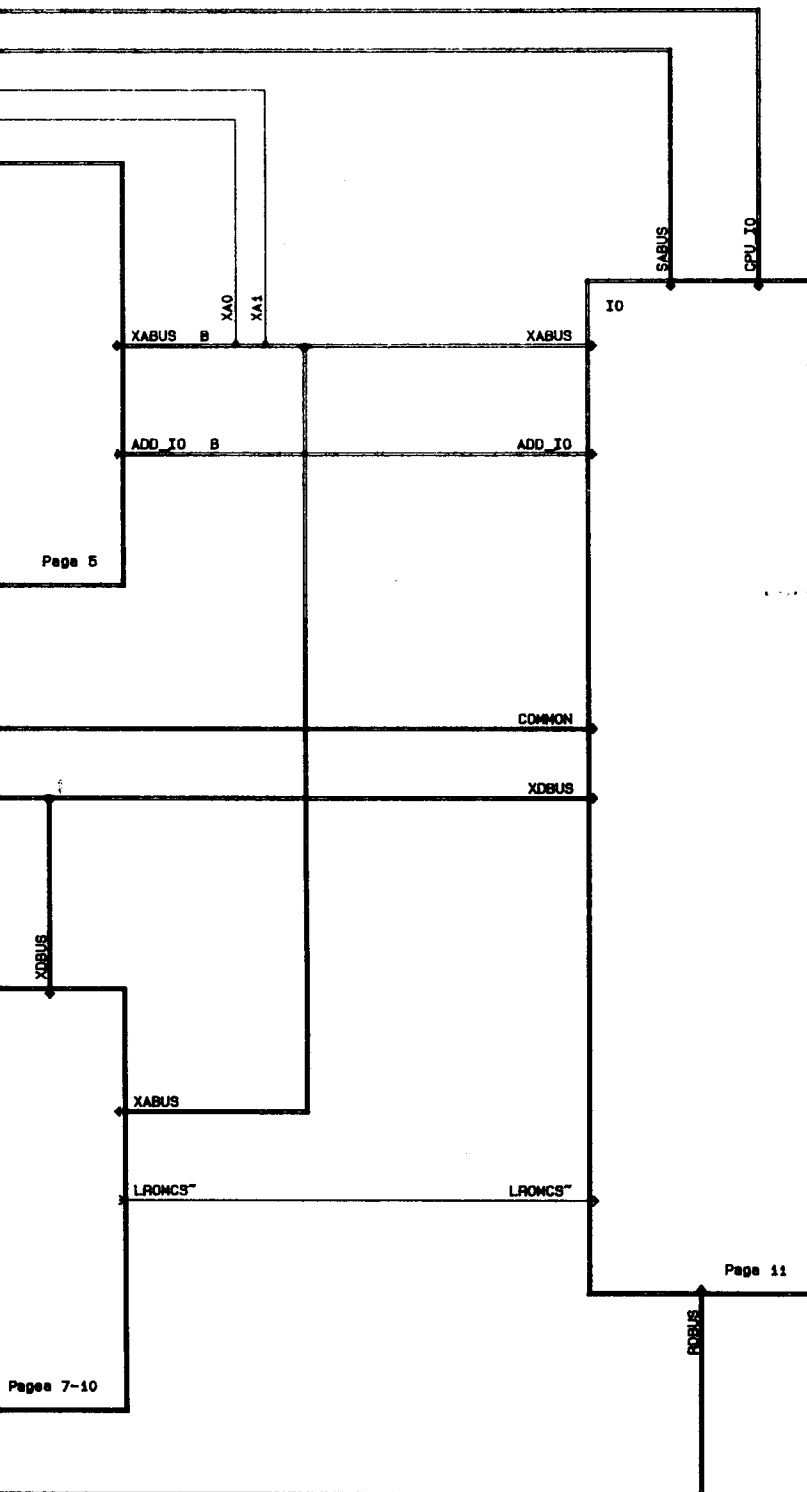 SABUS
CPU_IO
IO
XA0
XA1
XABUS B
XABUS
ADD_IO B
ADD_IO
Page 5
COMMON
XDBUS
XDBUS
XABUS
LROMCS~
LROMCS~
Page 11
RDBUS
Pages 7-10